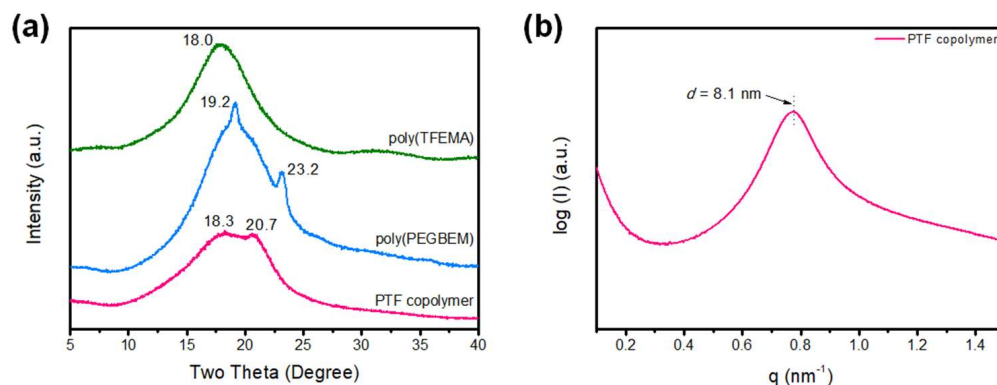 (a)
18.0
19.2
poly(TFEMA)
23.2
18.3 20.7
poly(PEGBEM)
PTF copolymer
Intensity (a.u.)
5 10 15 20 25 30 35 40
Two Theta (Degree)
(b)
PTF copolymer
d = 8.1 nm
log (I) (a.u.)
0.2 0.4 0.6 0.8 1.0 1.2 1.4
q (nm⁻¹)